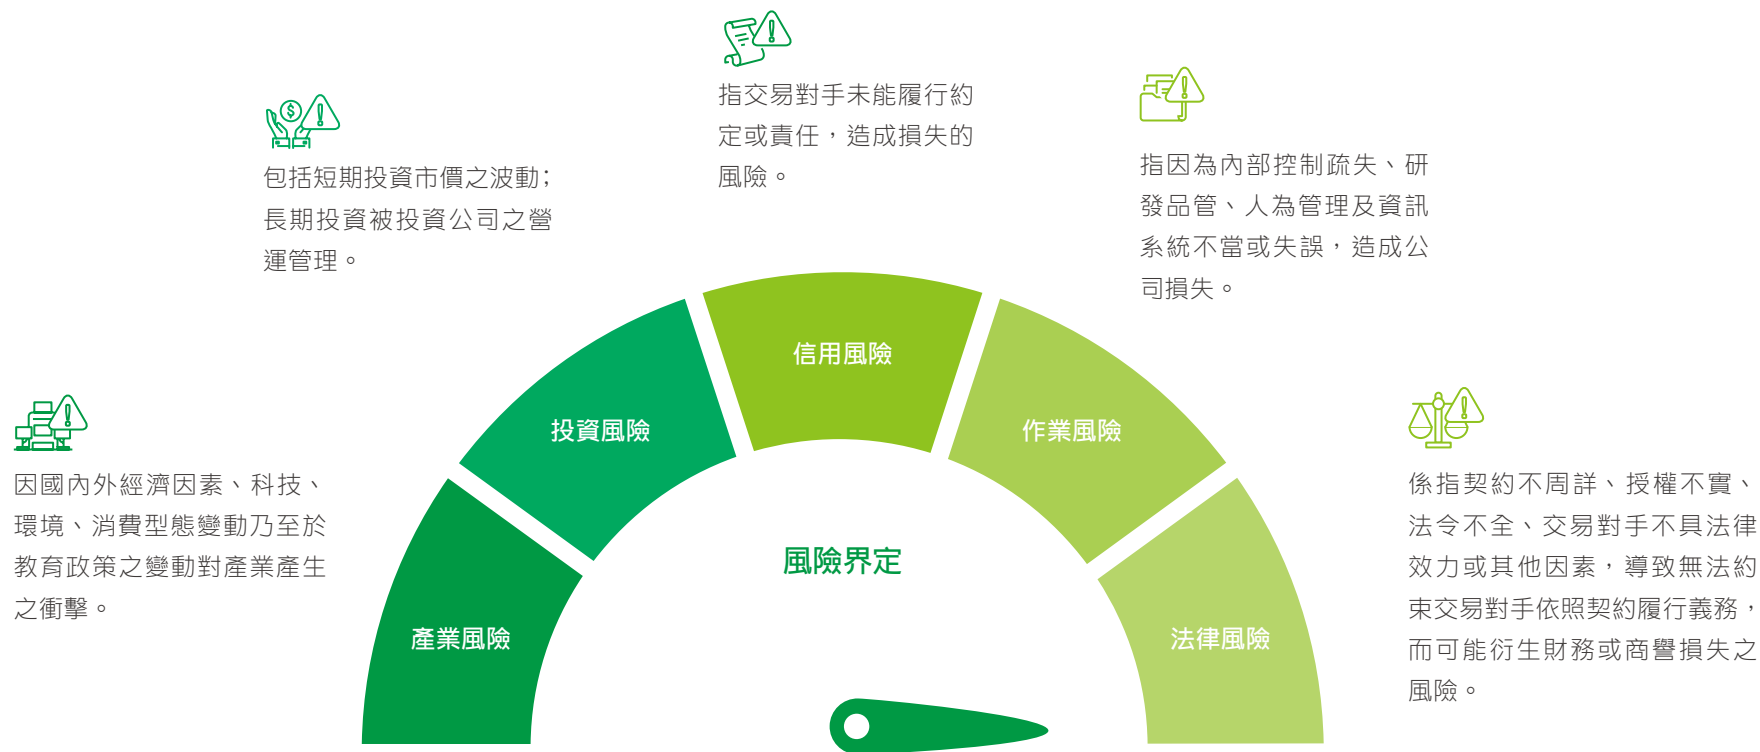 指交易對手未能履行約
定或責任，造成損失的
風險。
包括短期投資市價之波動；
長期投資被投資公司之營
運管理。
指因為內部控制疏失、研
發品管、人為管理及資訊
系統不當或失誤，造成公
司損失。
因國內外經濟因素、科技、
環境、消費型態變動乃至於
教育政策之變動對產業產生
之衝擊。
係指契約不周詳、授權不實、
法令不全、交易對手不具法律
效力或其他因素，導致無法約
束交易對手依照契約履行義務，
而可能衍生財務或商譽損失之
風險。
產業風險
投資風險
信用風險
作業風險
法律風險
風險界定